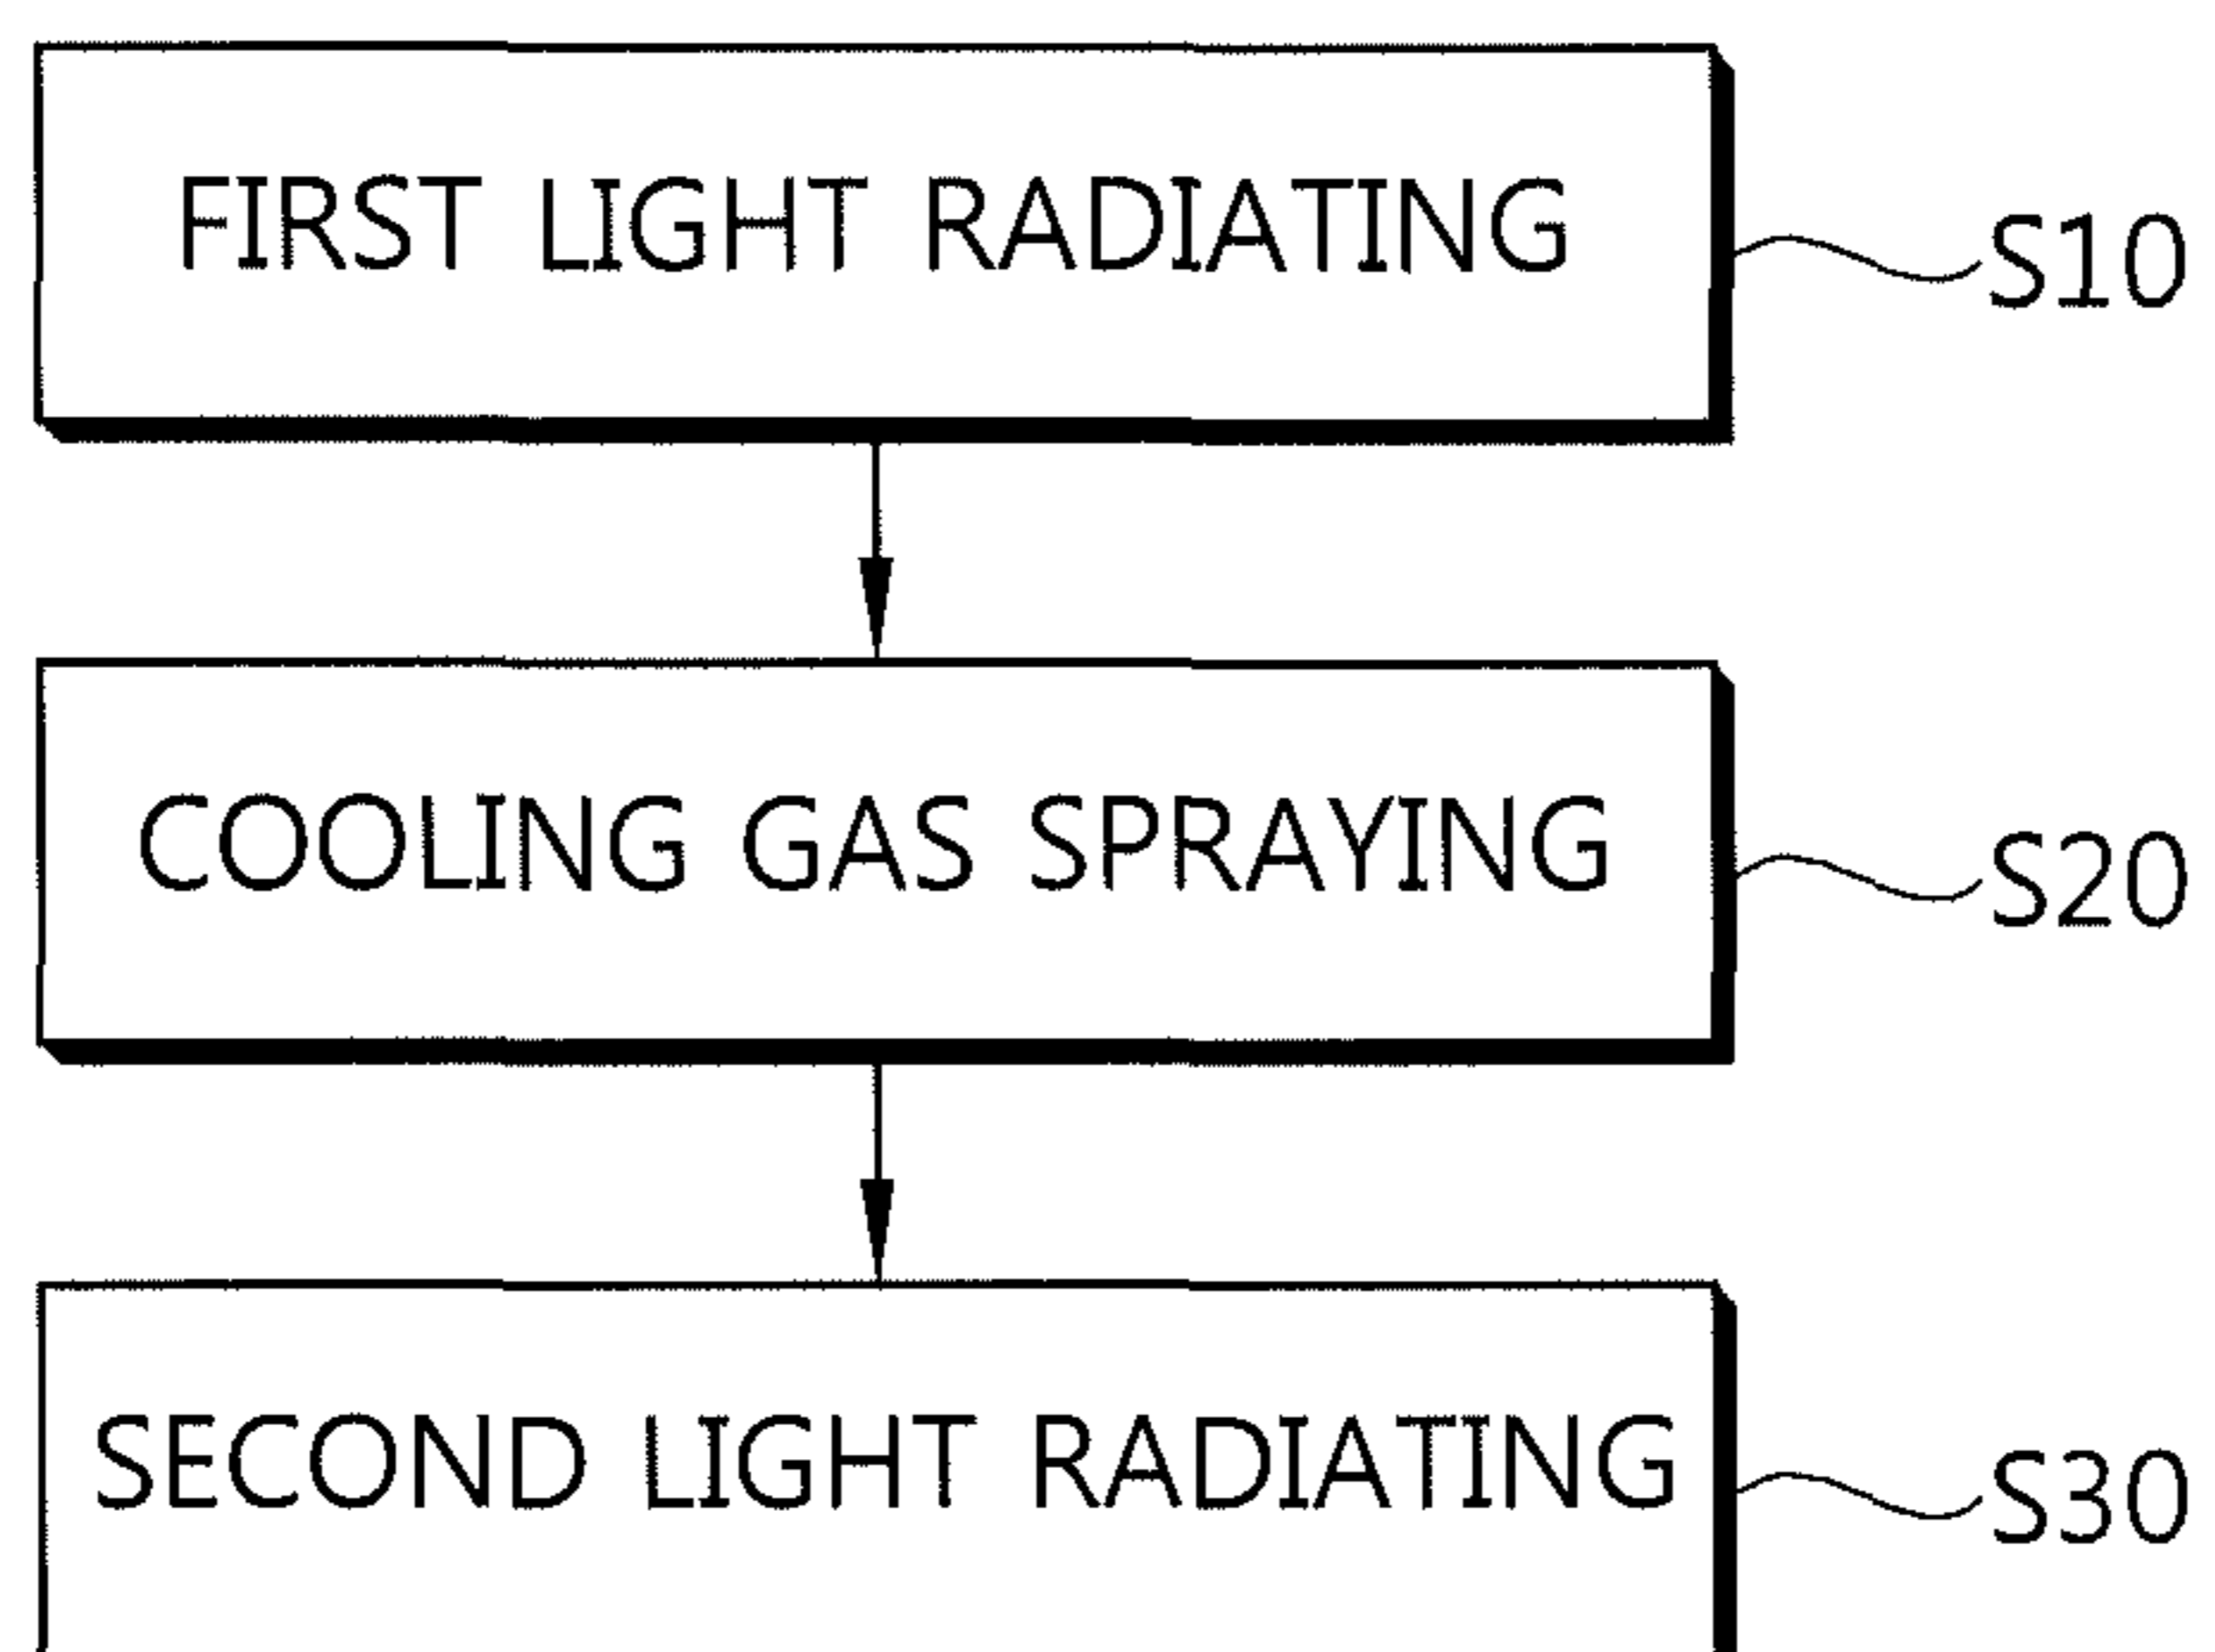 FIRST LIGHT RADIATING
S10
COOLING GAS SPRAYING
S20
SECOND LIGHT RADIATING
S30